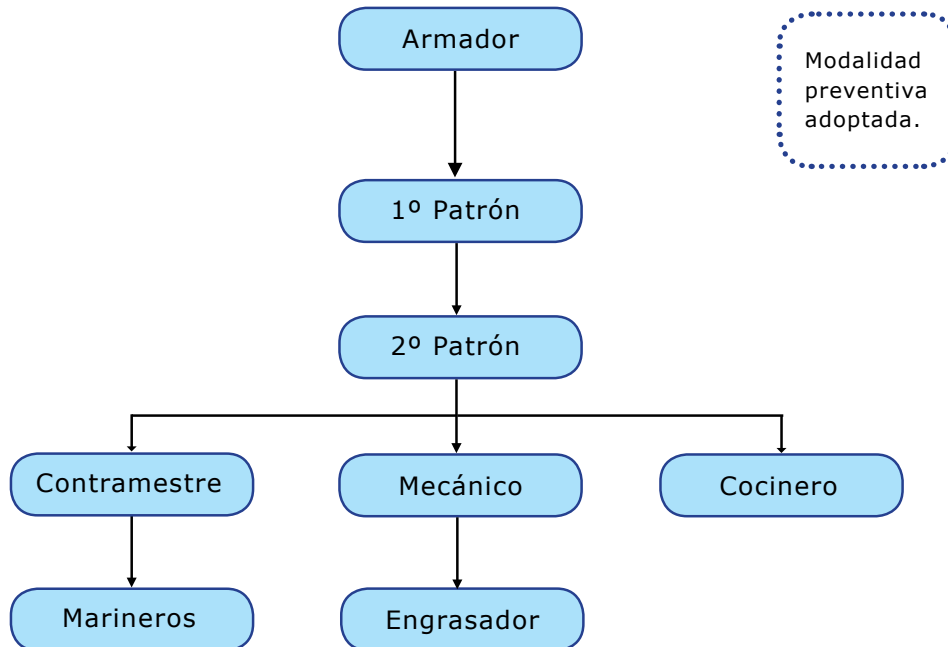 Armador
Modalidad
preventiva
adoptada.
1º Patrón
2º Patrón
Contramestre
Mecánico
Cocinero
Marineros
Engrasador